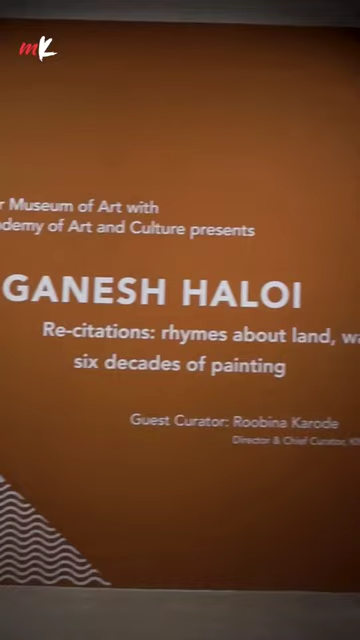 mK
r Museum of Art with
ademy of Art and Culture presents
GANESH HALOI
Re-citations: rhymes about land, wa
six decades of painting
Guest Curator: Roobina Karode
Director & Chief Curator, KN